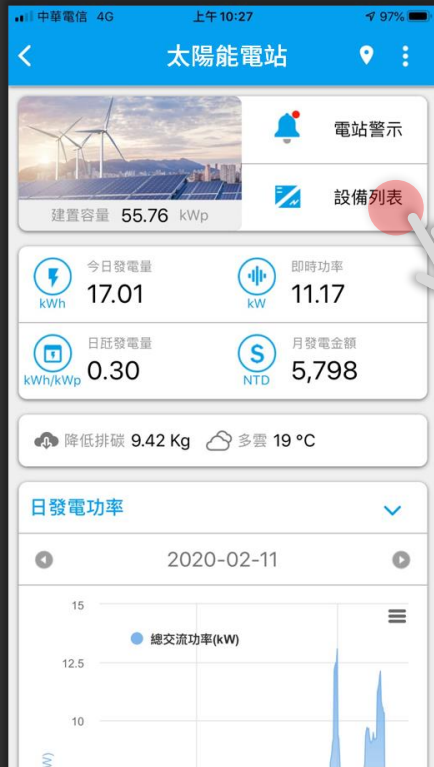 中華電信 4G 上午10:27 97%
太陽能電站
電站警示
設備列表
建置容量 55.76 kWp
今日發電量
17.01
kWh
即時功率
11.17
kW
日瓩發電量
0.30
kWh/kWp
月發電金額
5,798
S
NTD
降低排碳 9.42 Kg 多雲 19 °C
日發電功率
2020-02-11
15
總交流功率(kW)
12.5
10
W)